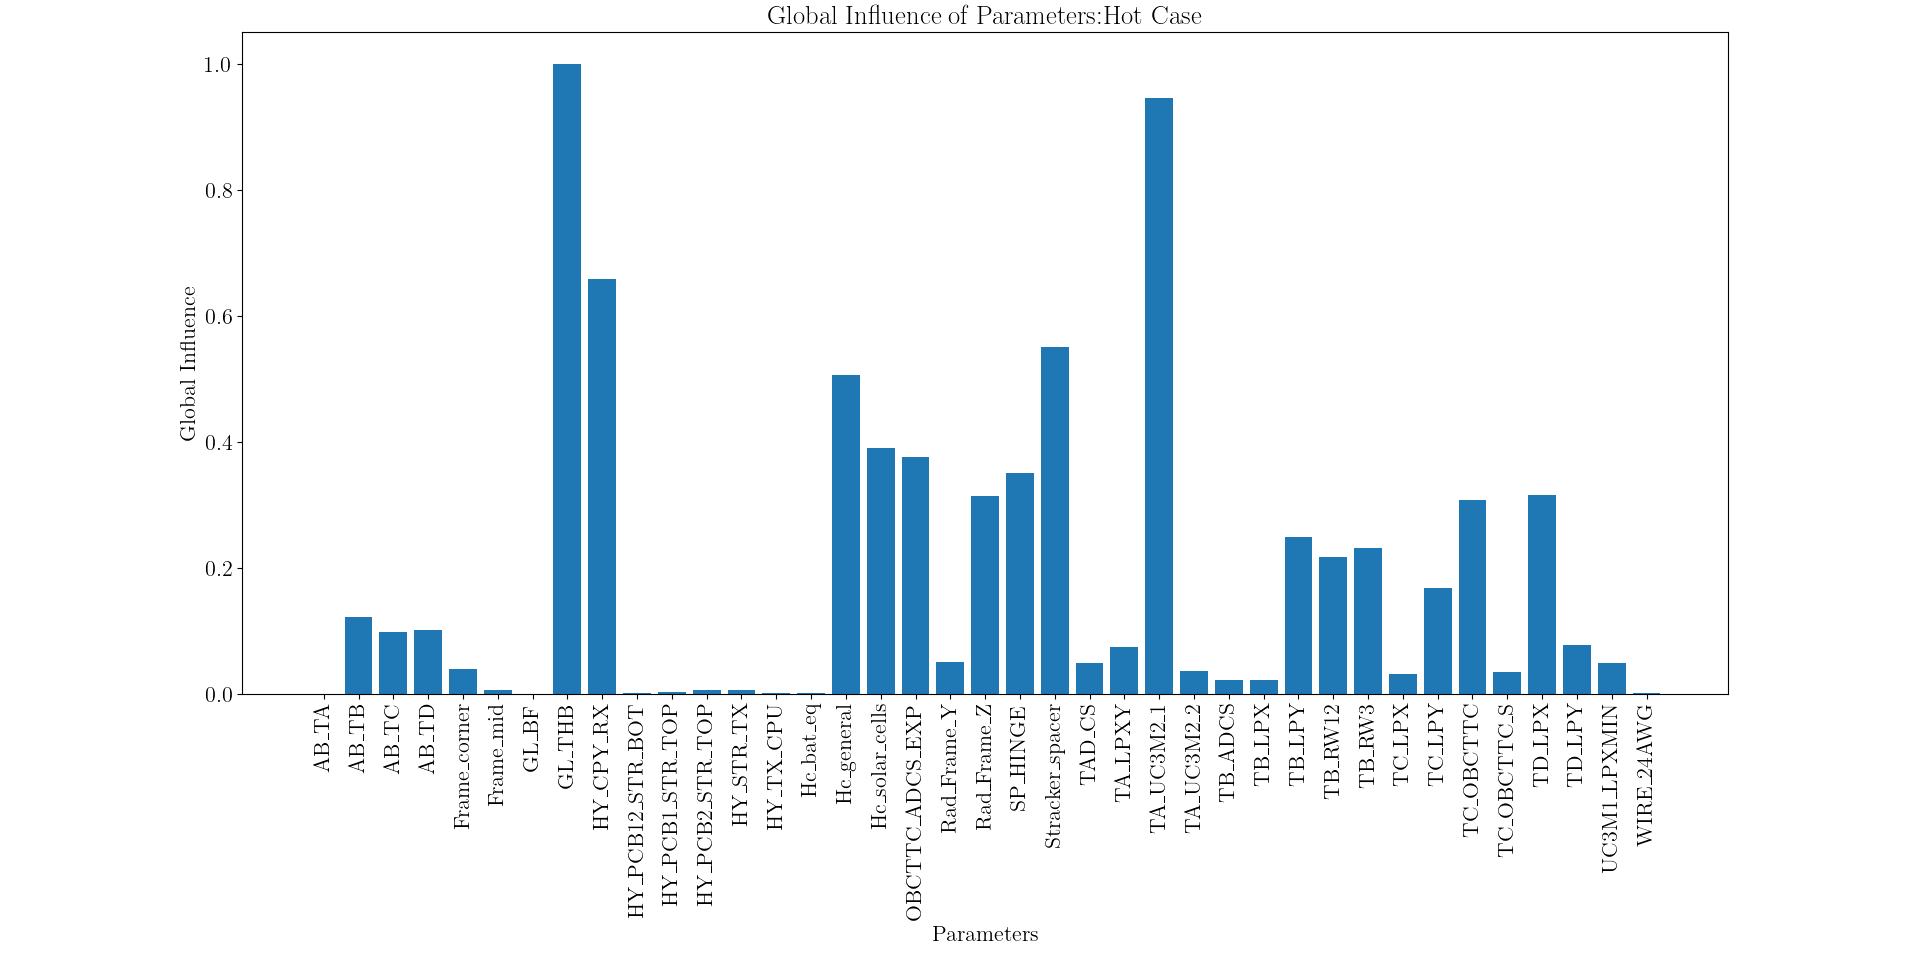 Global Influence of Parameters:Hot Case
1.0
0.8
0.6
0.4
0.2
0.0
Global Influence
AB_TA
AB_TB
AB_TC
AB_TD
Frame_corner
Frame_mid
GL_BF
GL_THB
HY_CPY_RX
HY_PCB12_STR_BOT
HY_PCB1_STR_TOP
HY_PCB2_STR_TOP
HY_STR_TX
HY_TX_CPU
Hc_bat_eq
Hc_general
Hc_solar_cells
OBCTTC_ADCS_EXP
Rad_Frame_Y
Rad_Frame_Z
SP_HINGE
Stracker_spacer
TAD_CS
TA_LPXY
TA_UC3M2_1
TA_UC3M2_2
TB_ADCS
TB_LPX
TB_LPY
TB_RW12
TB_RW3
TC_LPX
TC_LPY
TC_OBCTTC
TC_OBCTTC_S
TD_LPX
TD_LPY
UC3M1_LPXMIN
WIRE_24AWG
Parameters